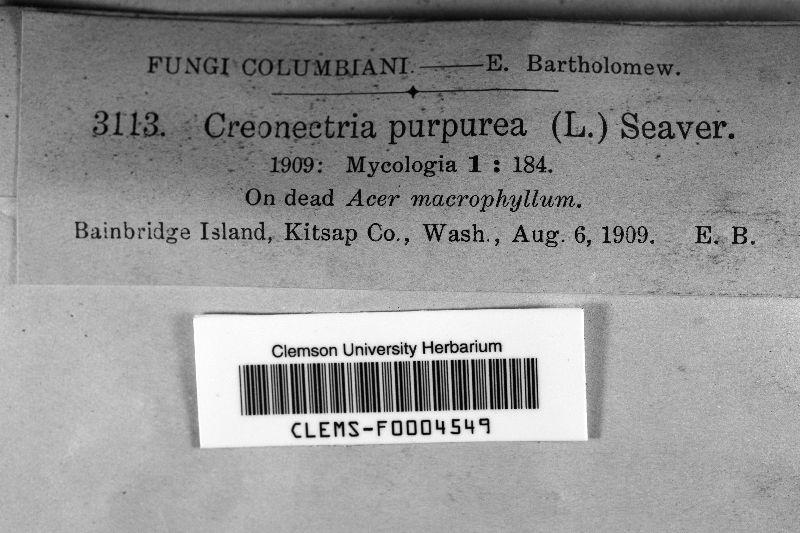 FUNGI COLUMBIANI.——E. Bartholomew.
3113. Creonectria purpurea (L.) Seaver.
1909: Mycologia 1 : 184.
On dead Acer macrophyllum.
Bainbridge Island, Kitsap Co., Wash., Aug. 6, 1909. E. B.
Clemson University Herbarium
CLEMS-F0004549